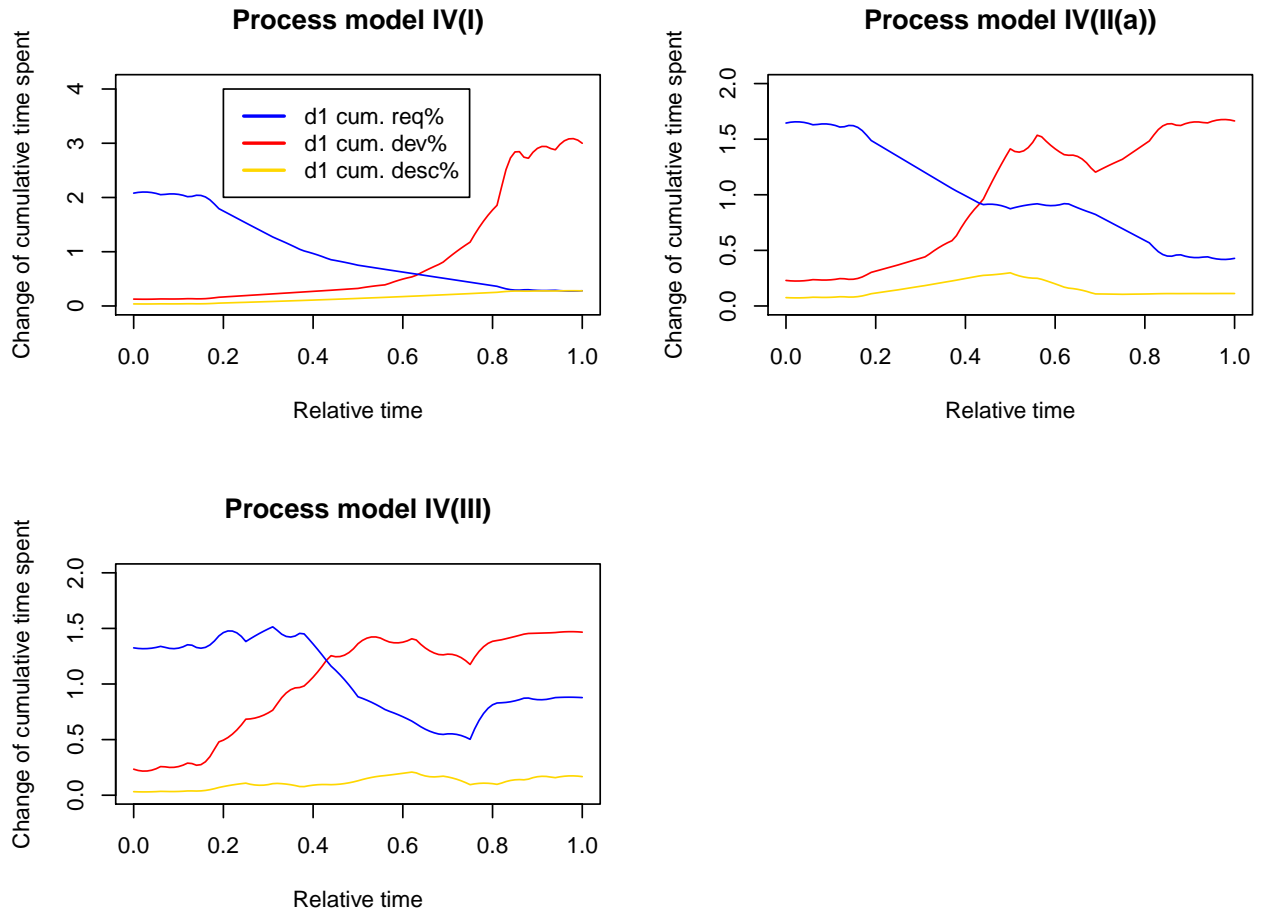 Process model IV(I)
Change of cumulative time spent
0 1 2 3 4
d1 cum. req%
d1 cum. dev%
d1 cum. desc%
0.0 0.2 0.4 0.6 0.8 1.0
Relative time
Process model IV(II(a))
Change of cumulative time spent
0.0 0.5 1.0 1.5 2.0
0.0 0.2 0.4 0.6 0.8 1.0
Relative time
Process model IV(III)
Change of cumulative time spent
0.0 0.5 1.0 1.5 2.0
0.0 0.2 0.4 0.6 0.8 1.0
Relative time